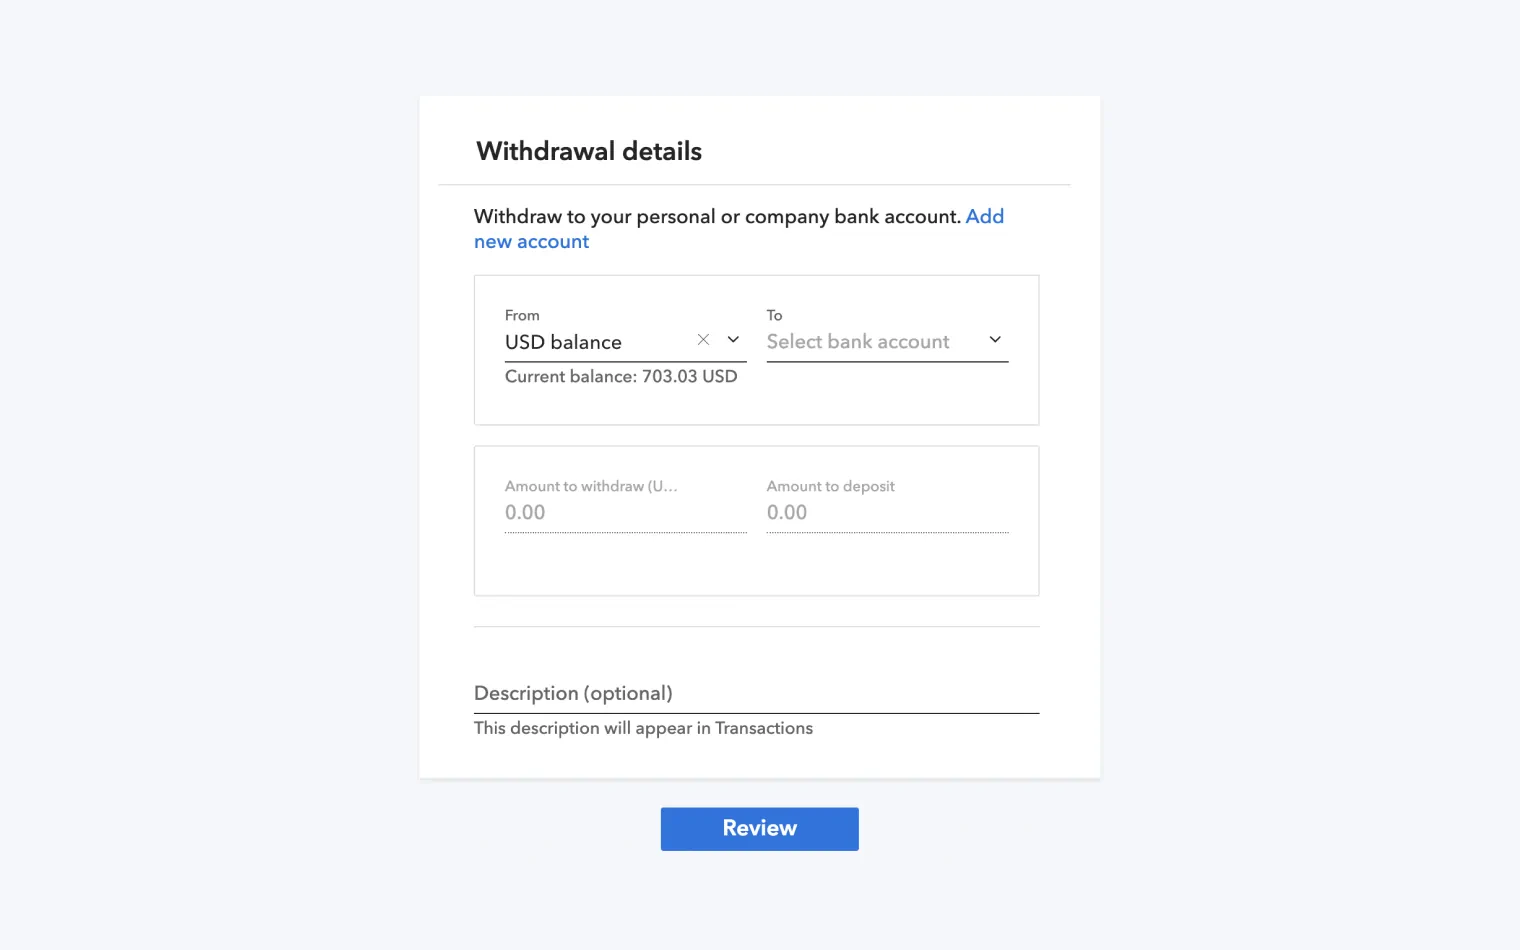 Withdrawal details
Withdraw to your personal or company bank account. Add
new account
From
USD balance
To
Select bank account
Current balance: 703.03 USD
Amount to withdraw (U...
0.00
Amount to deposit
0.00
Description (optional)
This description will appear in Transactions
Review